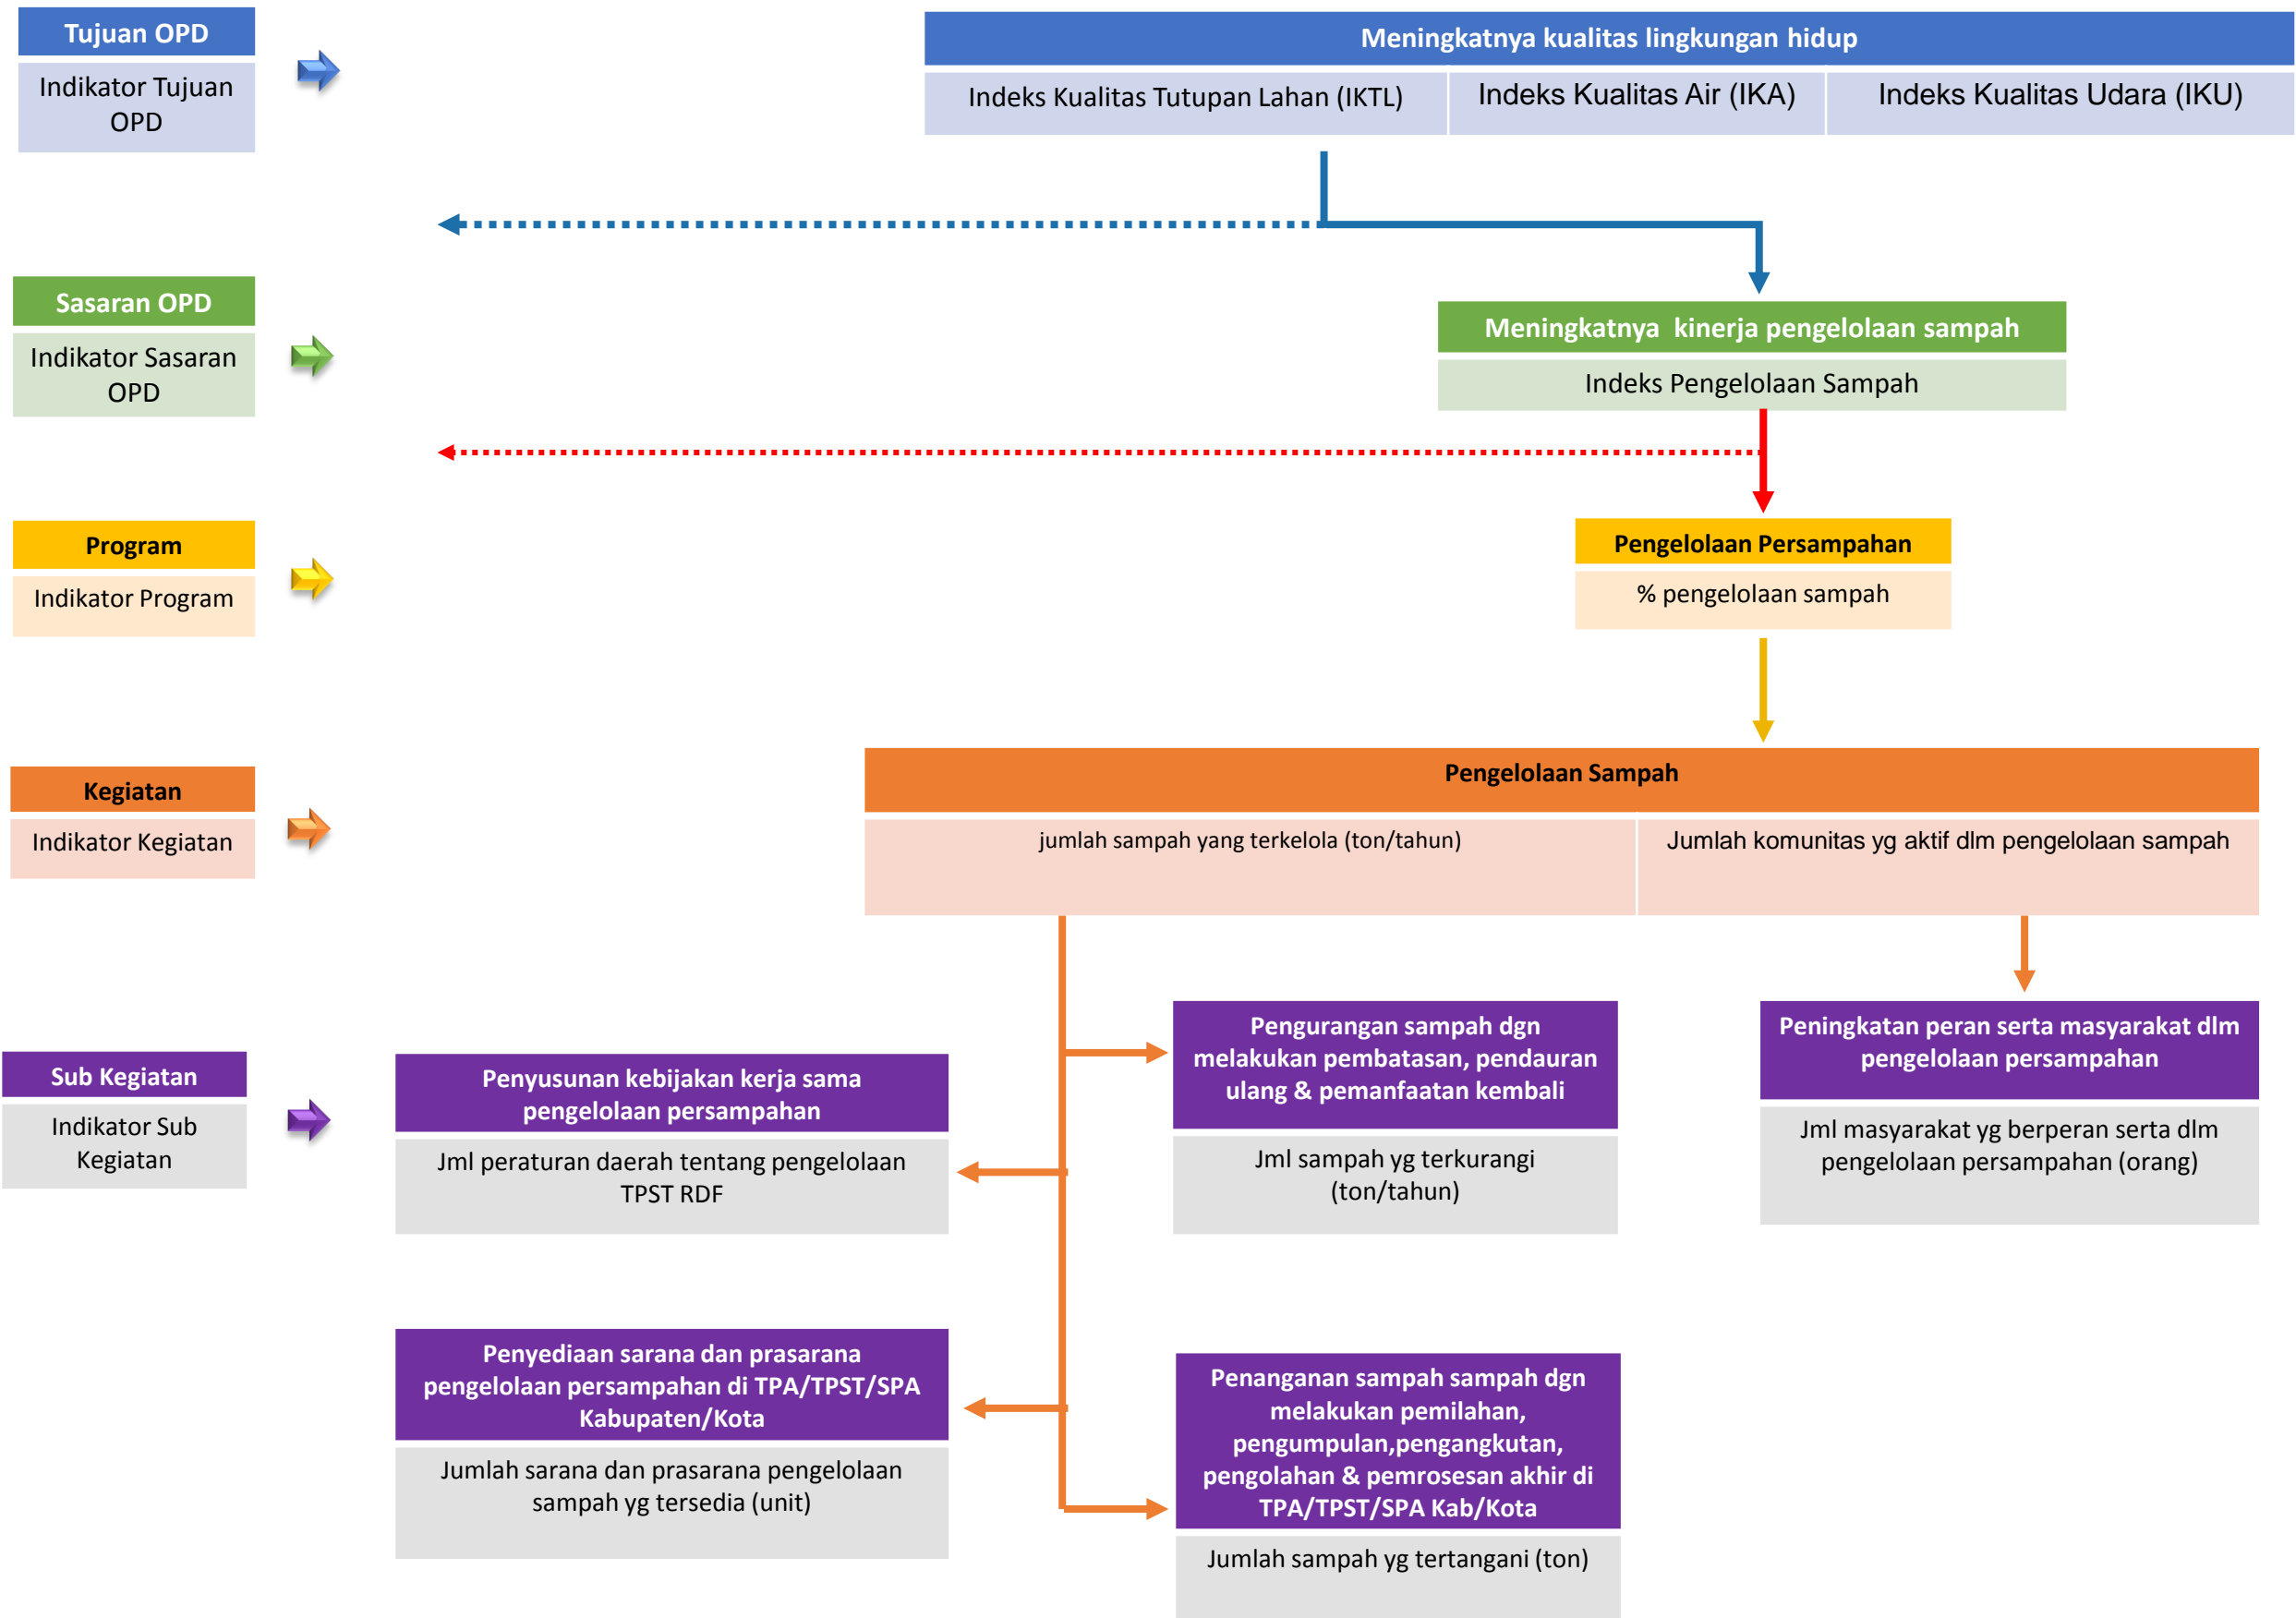 Tujuan OPD
Indikator Tujuan
OPD
Meningkatnya kualitas lingkungan hidup
Indeks Kualitas Tutupan Lahan (IKTL)
Indeks Kualitas Air (IKA)
Indeks Kualitas Udara (IKU)
Sasaran OPD
Indikator Sasaran
OPD
Meningkatnya kinerja pengelolaan sampah
Indeks Pengelolaan Sampah
Program
Indikator Program
Pengelolaan Persampahan
% pengelolaan sampah
Kegiatan
Indikator Kegiatan
Pengelolaan Sampah
jumlah sampah yang terkelola (ton/tahun)
Jumlah komunitas yg aktif dlm pengelolaan sampah
Sub Kegiatan
Indikator Sub
Kegiatan
Penyusunan kebijakan kerja sama
pengelolaan persampahan
Jml peraturan daerah tentang pengelolaan
TPST RDF
Pengurangan sampah dgn
melakukan pembatasan, pendauran
ulang & pemanfaatan kembali
Jml sampah yg terkurangi
(ton/tahun)
Peningkatan peran serta masyarakat dlm
pengelolaan persampahan
Jml masyarakat yg berperan serta dlm
pengelolaan persampahan (orang)
Penyediaan sarana dan prasarana
pengelolaan persampahan di TPA/TPST/SPA
Kabupaten/Kota
Jumlah sarana dan prasarana pengelolaan
sampah yg tersedia (unit)
Penanganan sampah sampah dgn
melakukan pemilahan,
pengumpulan,pengangkutan,
pengolahan & pemrosesan akhir di
TPA/TPST/SPA Kab/Kota
Jumlah sampah yg tertangani (ton)